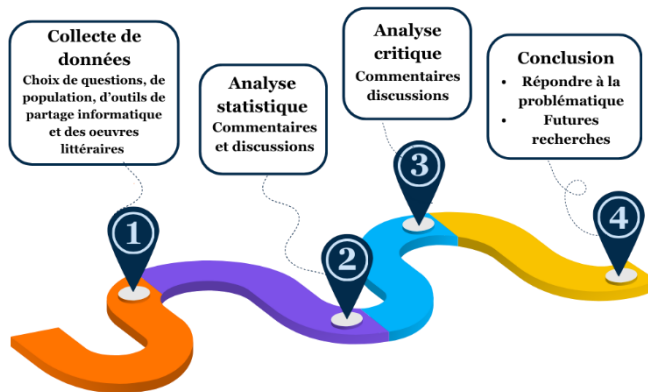 Collecte de
données
Choix de questions, de
population, d'outils de
partage informatique
et des oeuvres
littéraires
1
Analyse
statistique
Commentaires
et discussions
2
Analyse
critique
Commentaires
discussions
3
Conclusion
• Répondre à la
problématique
• Futures
recherches
4